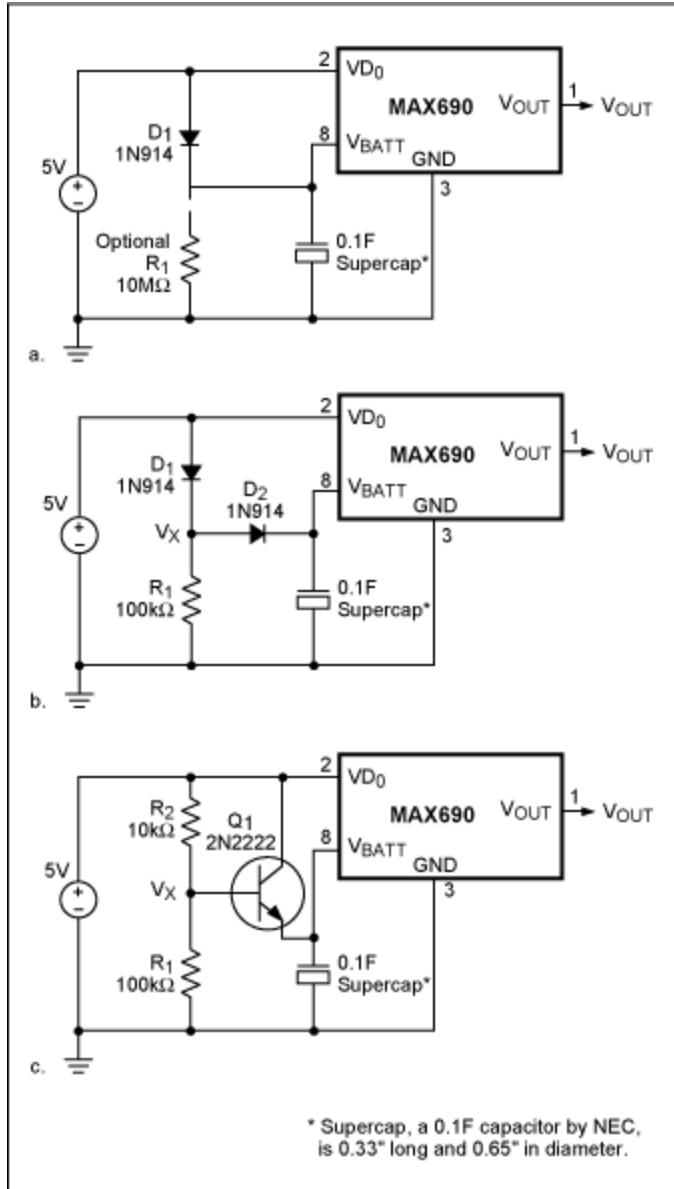 2
VD0
MAX690
VOUT
1
VOUT
D1
1N914
8
VBATT
GND
3
5V
+
−
Optional
R1
10MΩ
0.1F
Supercap*
a.
2
VD0
MAX690
VOUT
1
VOUT
D1
1N914
D2
1N914
8
VBATT
GND
3
5V
+
−
VX
R1
100kΩ
0.1F
Supercap*
b.
2
VD0
MAX690
VOUT
1
VOUT
R2
10kΩ
Q1
2N2222
8
VBATT
GND
3
5V
+
−
VX
R1
100kΩ
0.1F
Supercap*
c.
* Supercap, a 0.1F capacitor by NEC,
is 0.33" long and 0.65" in diameter.